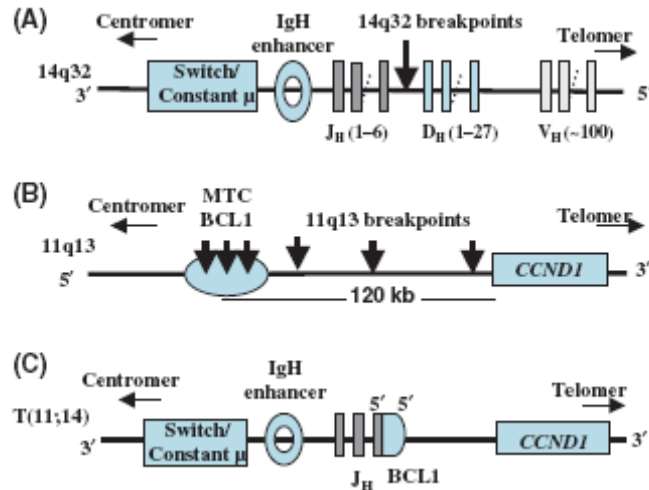 (A)
Centromer
IgH
enhancer
14q32 breakpoints
Telomer
14q32
3′
Switch/
Constant μ
5′
J_H (1–6)
D_H (1–27)
V_H (~100)
(B)
Centromer
MTC
BCL1
11q13 breakpoints
Telomer
11q13
5′
CCND1
3′
120 kb
(C)
Centromer
IgH
enhancer
Telomer
T(11;14)
3′
Switch/
Constant μ
5′ 5′
CCND1
3′
J_H
BCL1